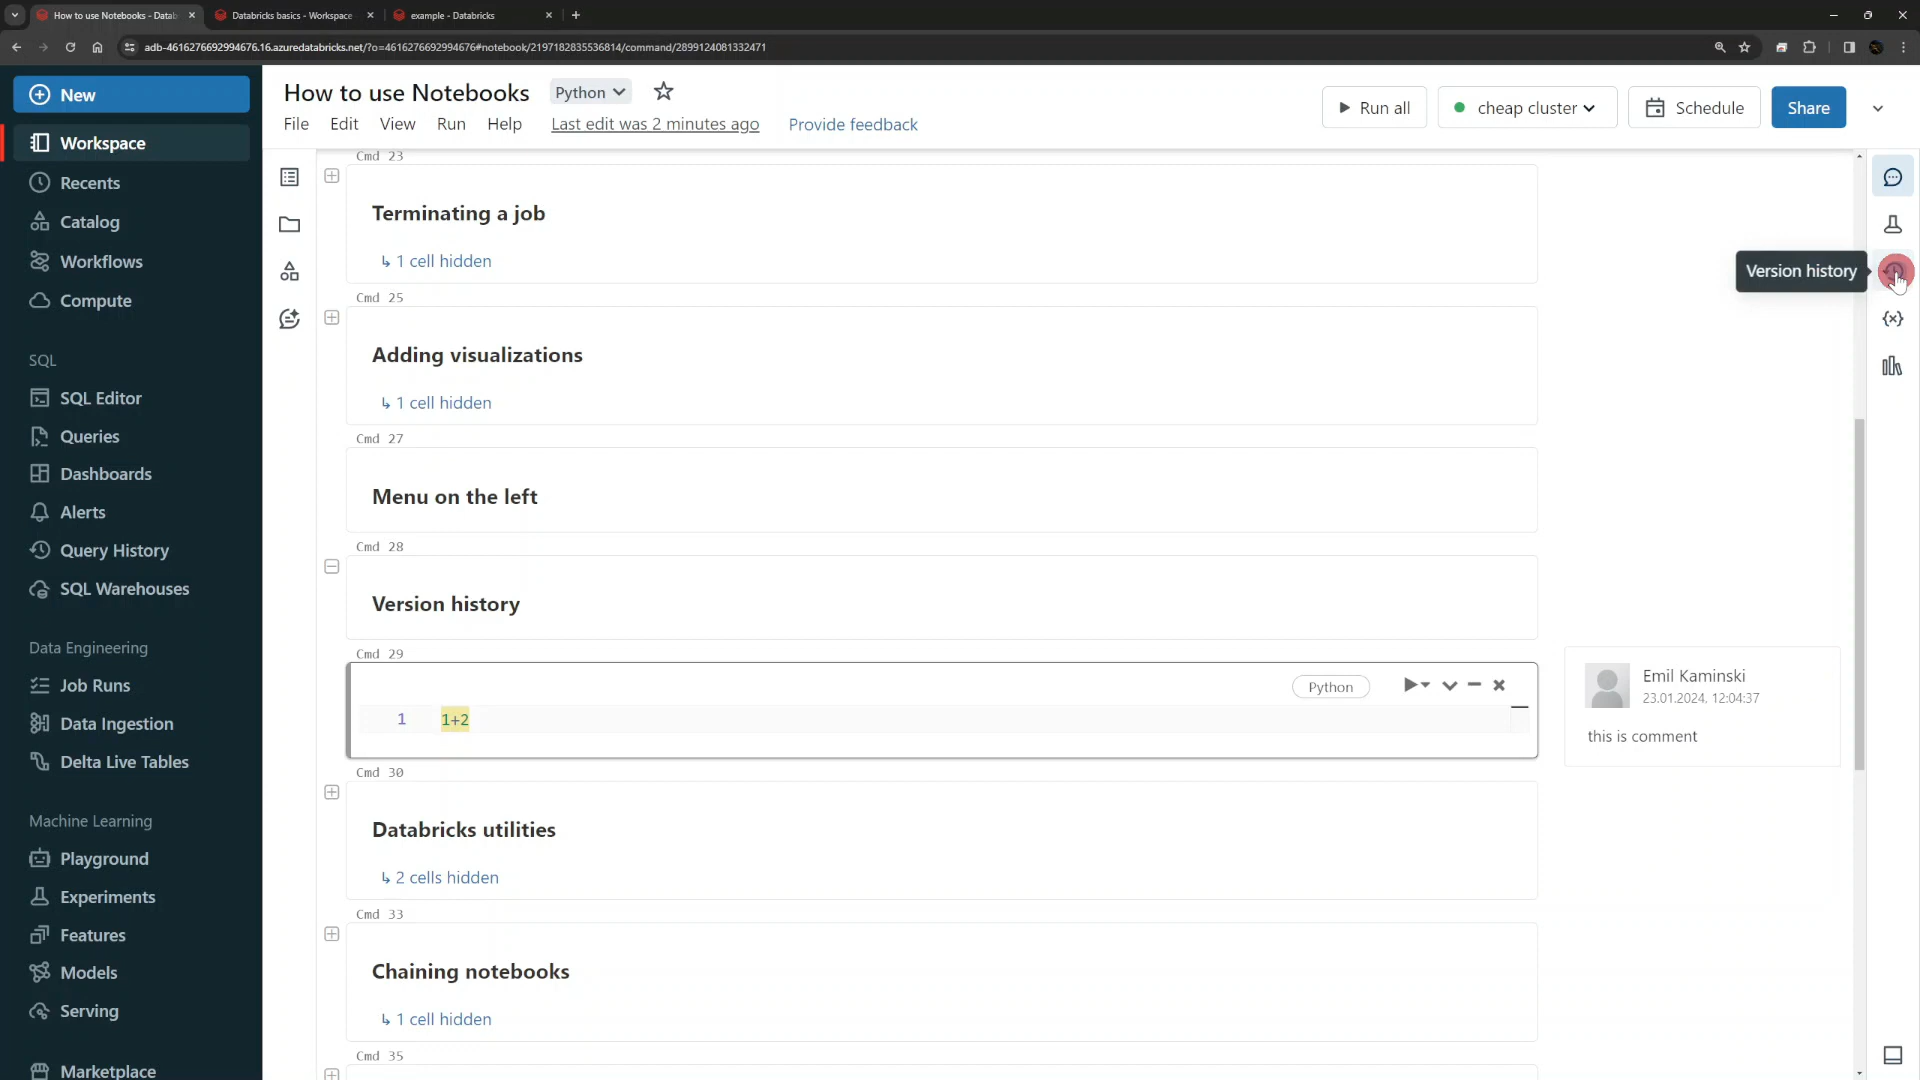 How to use Notebooks - Datab
Databricks basics - Workspace
example - Databricks
adb-4616276692994676.16.azuredatabricks.net/?o=4616276692994676#notebook/2197182835536814/command/2899124081332471
New
Workspace
Recents
Catalog
Workflows
Compute
SQL
SQL Editor
Queries
Dashboards
Alerts
Query History
SQL Warehouses
Data Engineering
Job Runs
Data Ingestion
Delta Live Tables
Machine Learning
Playground
Experiments
Features
Models
Serving
Marketplace
How to use Notebooks
Python
File Edit View Run Help Last edit was 2 minutes ago Provide feedback
Run all
cheap cluster
Schedule
Share
Cmd 23
Terminating a job
↳ 1 cell hidden
Cmd 25
Adding visualizations
↳ 1 cell hidden
Cmd 27
Menu on the left
Cmd 28
Version history
Cmd 29
Python
1 1+2
Cmd 30
Databricks utilities
↳ 2 cells hidden
Cmd 33
Chaining notebooks
↳ 1 cell hidden
Cmd 35
Version history
Emil Kaminski
23.01.2024, 12:04:37
this is comment